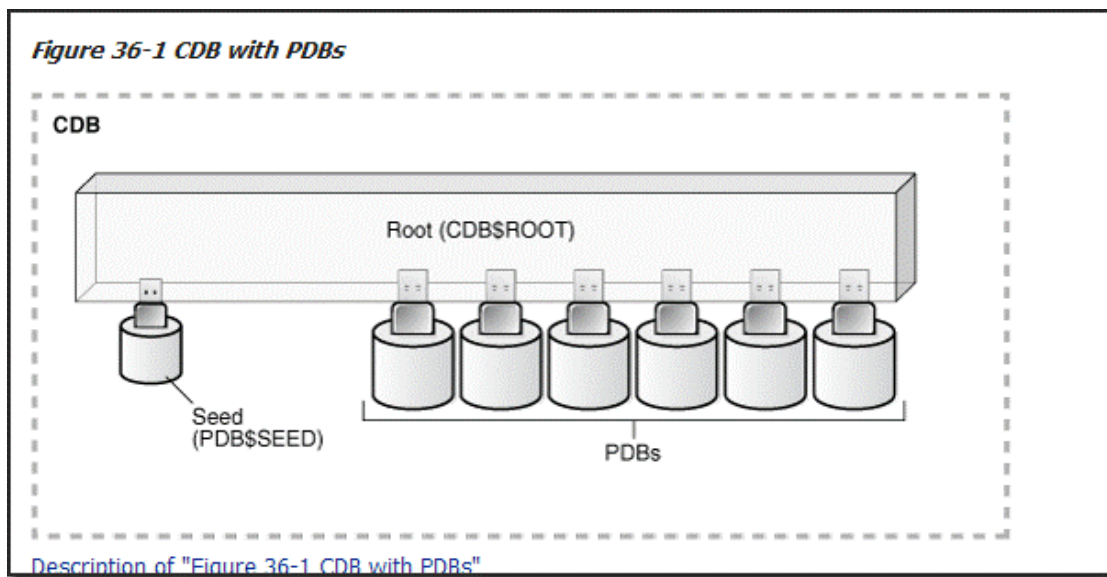 Figure 36-1 CDB with PDBs
CDB
Root (CDB$ROOT)
Seed
(PDB$SEED)
PDBs
Description of "Figure 36-1 CDB with PDBs"